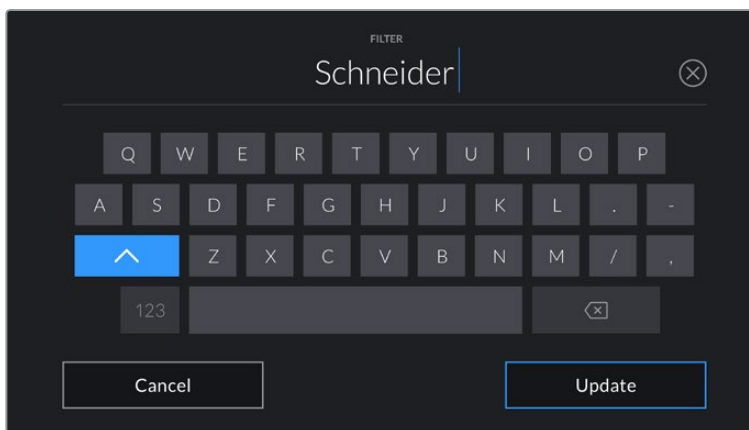 FILTER
Schneider
Q W E R T Y U I O P
A S D F G H J K L . -
Z X C V B N M / ,
123
Cancel Update